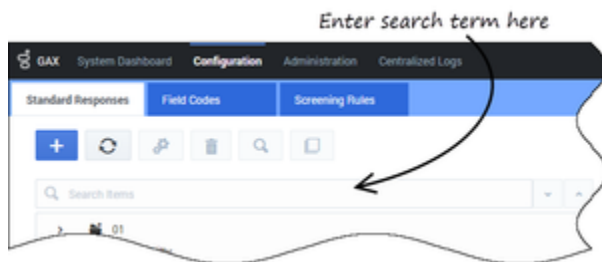 Enter search term here
GAX System Dashboard Configuration Administration Centralized Logs
Standard Responses Field Codes Screening Rules
Search Items
01